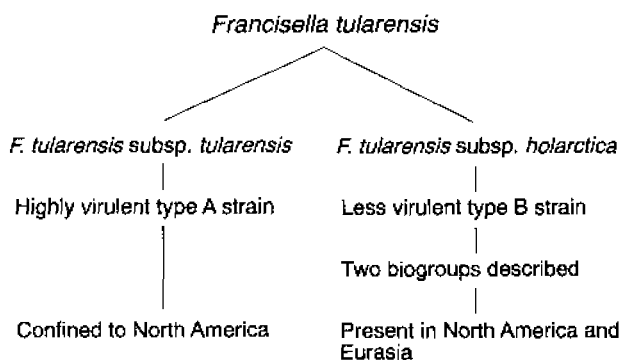 Francisella tularensis
F. tularensis subsp. tularensis
F. tularensis subsp. holarctica
Highly virulent type A strain
Less virulent type B strain
Two biogroups described
Confined to North America
Present in North America and
Eurasia